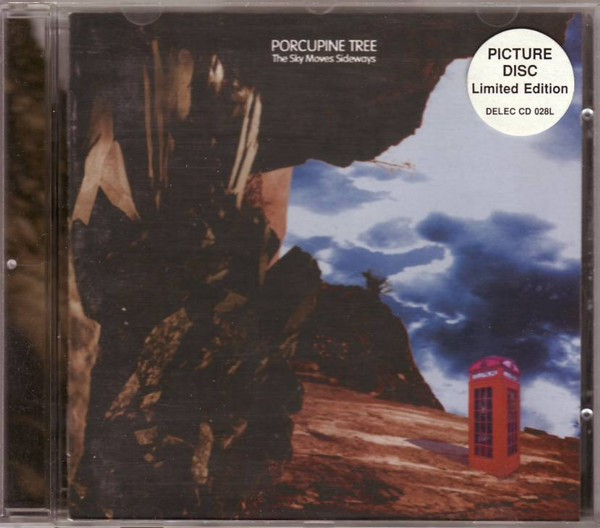 PORCUPINE TREE
The Sky Moves Sideways
PICTURE
DISC
Limited Edition
DELEC CD 028L